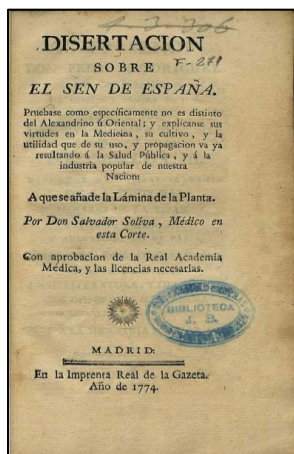 4-3-306
F-271
DISERTACION
SOBRE
EL SEN DE ESPAÑA.
Pruebase como especificamente no es distinto
del Alexandrino ú Oriental; y explicanse sus
virtudes en la Medicina, su cultivo, y la
utilidad que de su uso, y propagacion va ya
resultando á la Salud Pública, y á la
industria popular de nuestra
Nacion:
A que se añade la Lámina de la Planta.
Por Don Salvador Soliva, Médico en
esta Corte.
Con aprobacion de la Real Academia
Médica, y las licencias necesarias.
BIBLIOTECA
J. B.
MADRID:
En la Imprenta Real de la Gazeta.
Año de 1774.